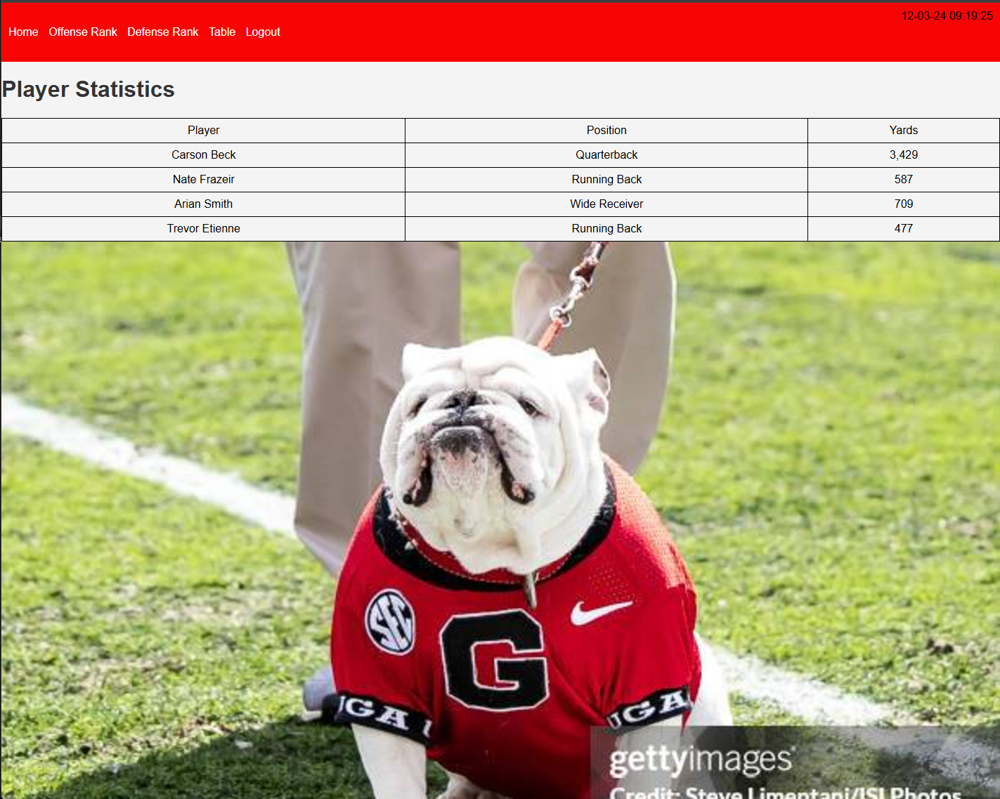 12-03-24 09:19:25
Home Offense Rank Defense Rank Table Logout
Player Statistics
Player Position Yards
Carson Beck Quarterback 3,429
Nate Frazeir Running Back 587
Arian Smith Wide Receiver 709
Trevor Etienne Running Back 477
SEC
G
UGA
UGA
gettyimages
Credit: Steve Limentani/ISI Photos